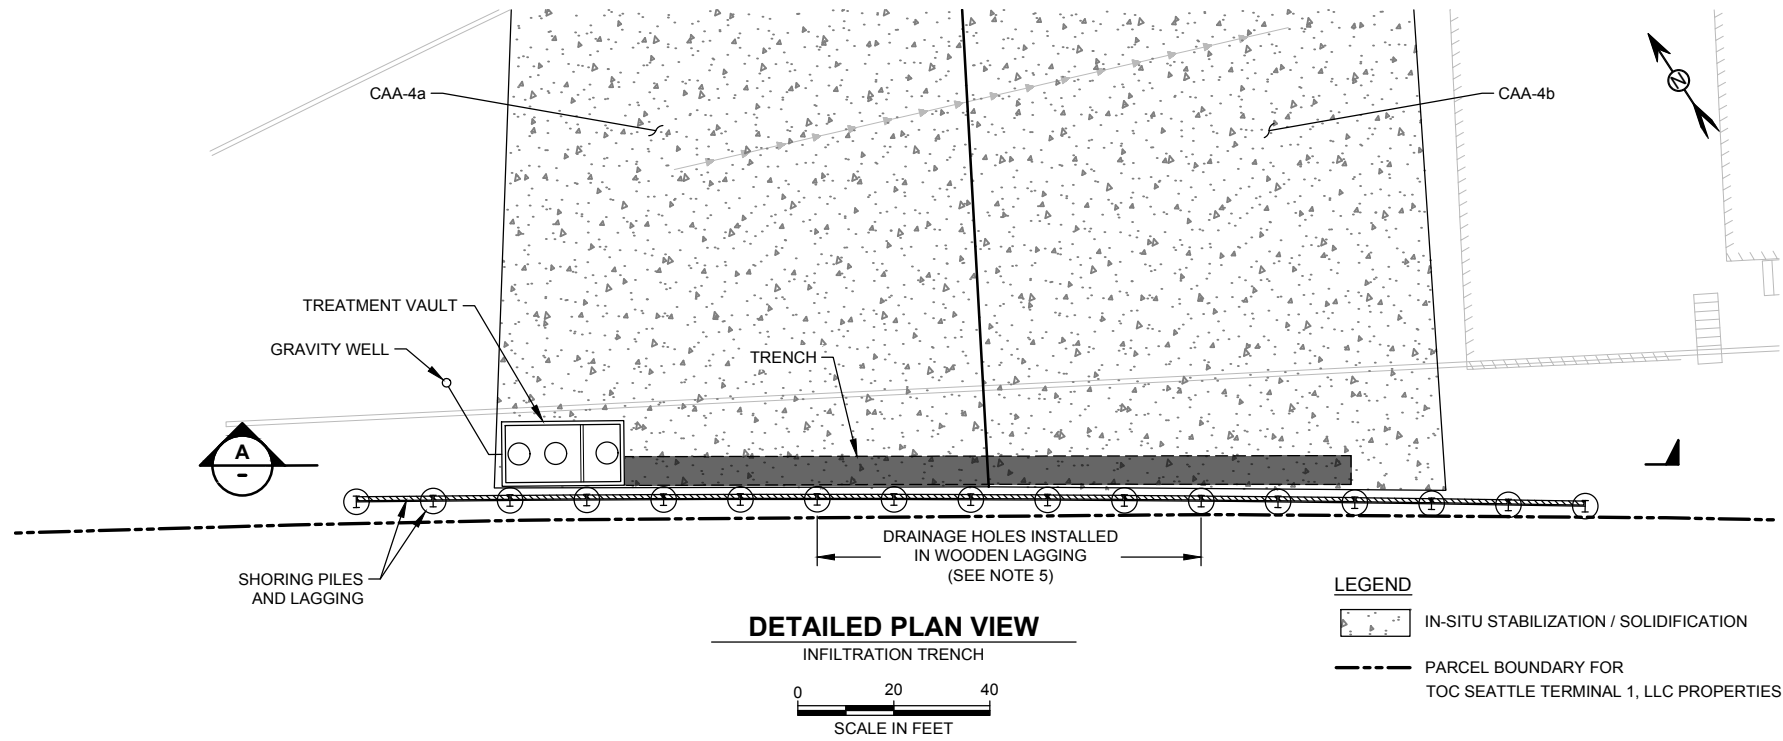 CAA-4a
N
CAA-4b
TREATMENT VAULT
GRAVITY WELL
TRENCH
A
-
DRAINAGE HOLES INSTALLED
IN WOODEN LAGGING
(SEE NOTE 5)
SHORING PILES
AND LAGGING
DETAILED PLAN VIEW
INFILTRATION TRENCH
0 20 40
SCALE IN FEET
LEGEND
IN-SITU STABILIZATION / SOLIDIFICATION
PARCEL BOUNDARY FOR
TOC SEATTLE TERMINAL 1, LLC PROPERTIES